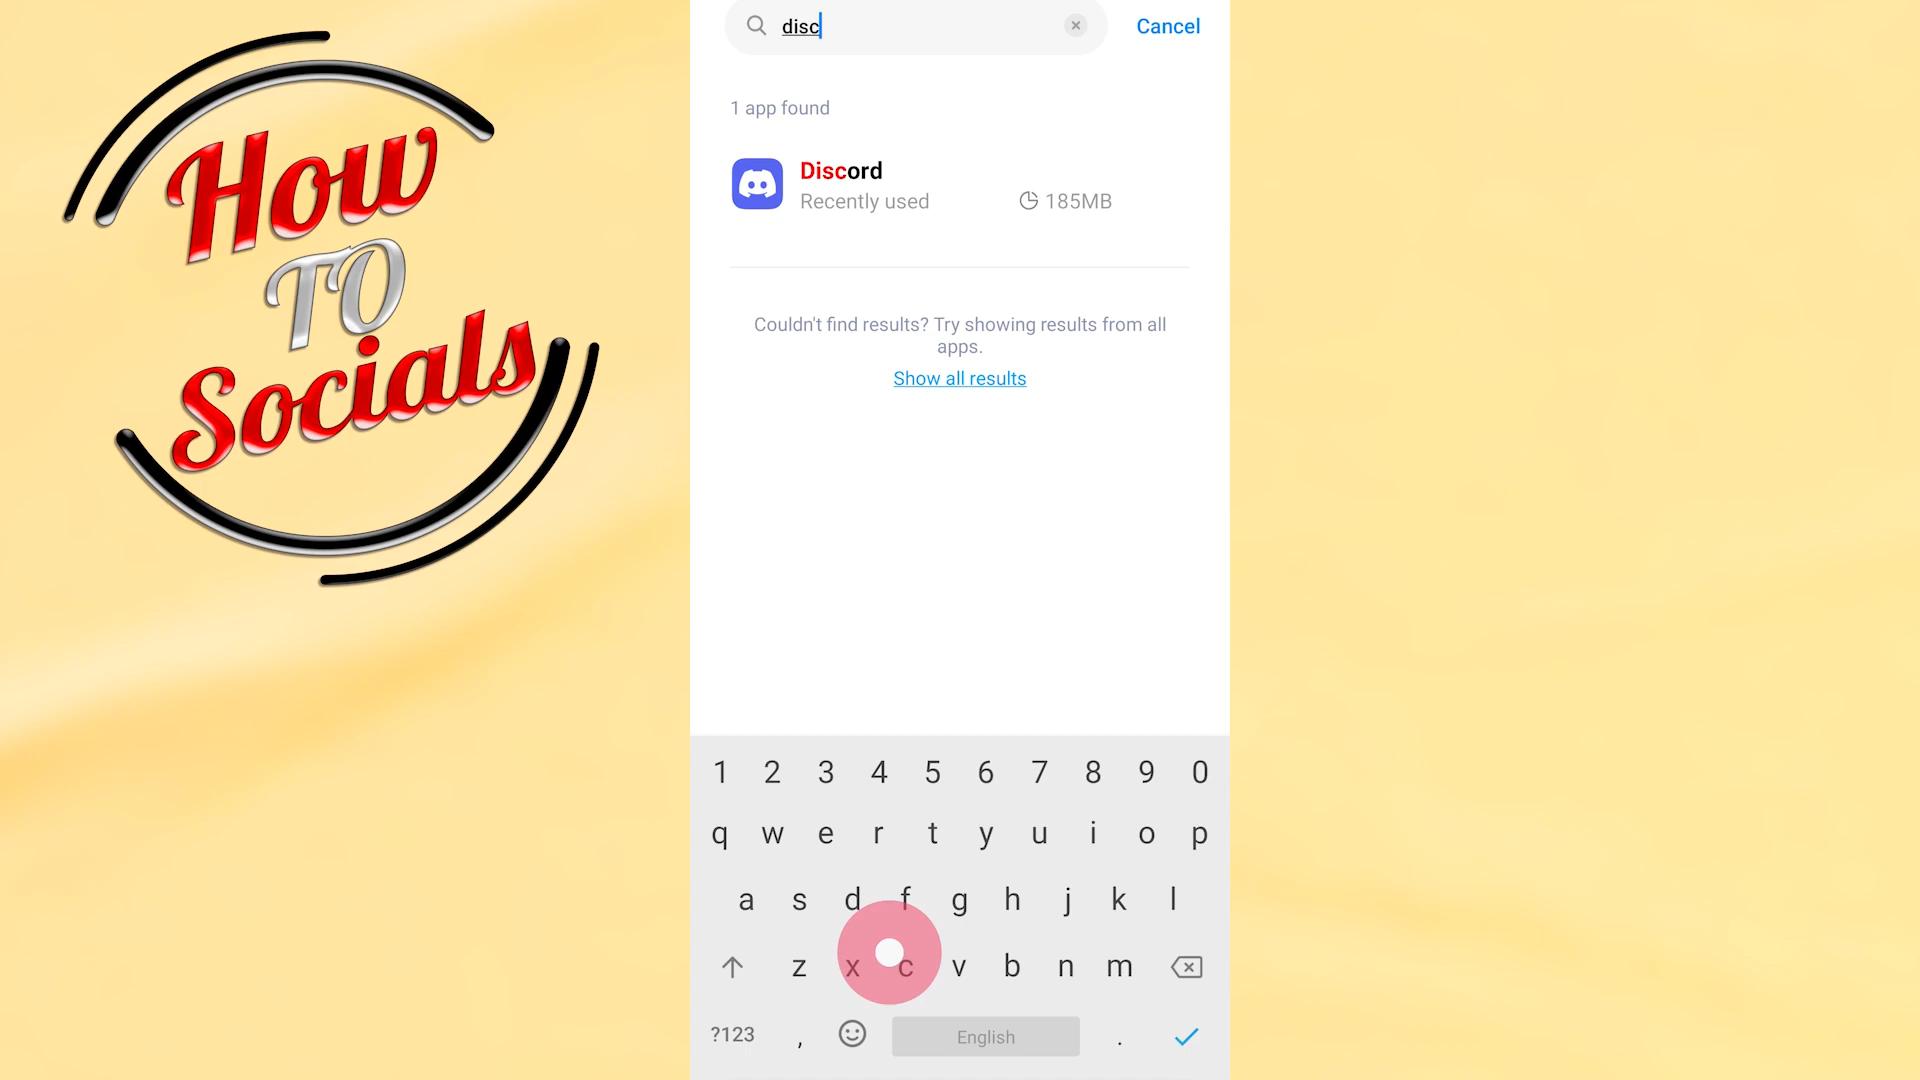 How
TO
Socials
disc
Cancel
1 app found
Discord
Recently used
185MB
Couldn't find results? Try showing results from all
apps.
Show all results
1 2 3 4 5 6 7 8 9 0
q w e r t y u i o p
a s d f g h j k l
z x c v b n m
?123 , English .